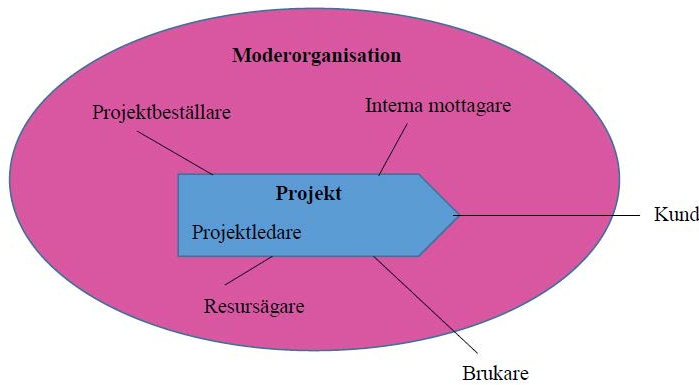 Moderorganisation
Projektbeställare
Interna mottagare
Projekt
Projektledare
Kund
Resursägare
Brukare